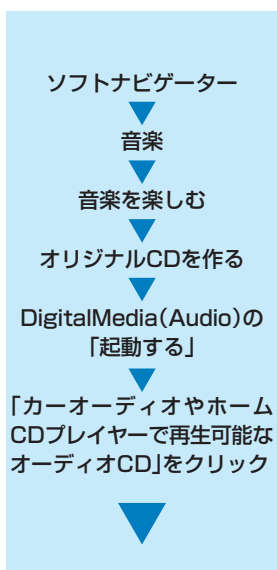 ソフトナビゲーター
音楽
音楽を楽しむ
オリジナルCDを作る
DigitalMedia(Audio)の
「起動する」
「カーオーディオやホーム
CDプレイヤーで再生可能な
オーディオCD」をクリック